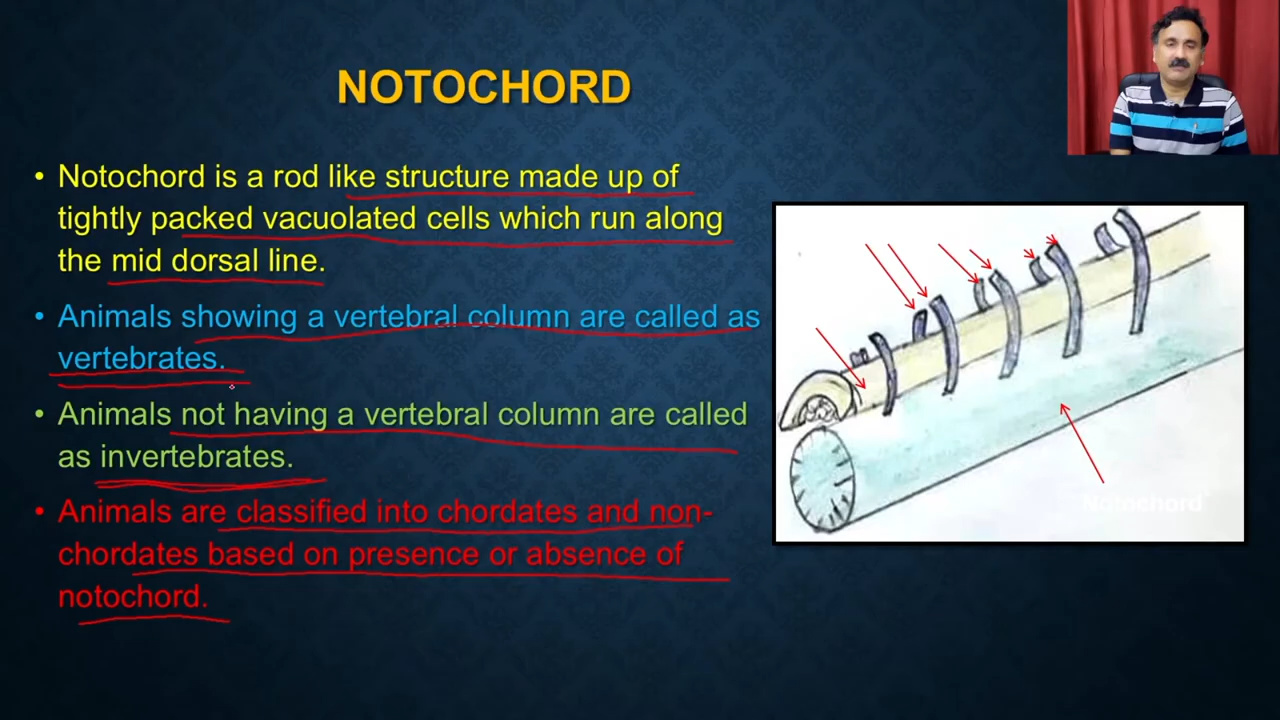 NOTOCHORD
• Notochord is a rod like structure made up of
tightly packed vacuolated cells which run along
the mid dorsal line.
• Animals showing a vertebral column are called as
vertebrates.
• Animals not having a vertebral column are called
as invertebrates.
• Animals are classified into chordates and non-
chordates based on presence or absence of
notochord.
Notochord